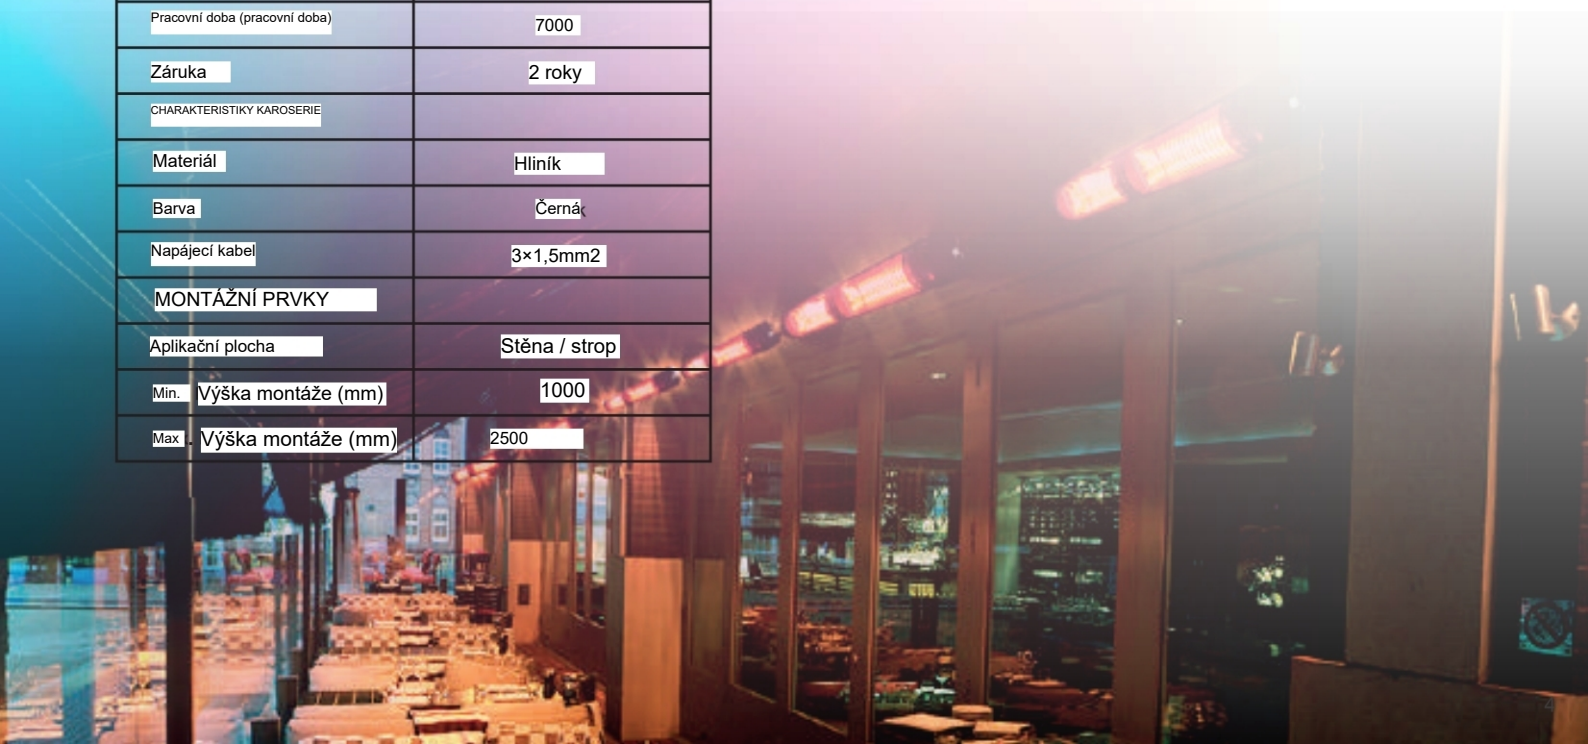 Pracovní doba (pracovní doba) 7000
Záruka 2 roky
CHARAKTERISTIKY KAROSERIE
Materiál Hliník
Barva Černá
Napájecí kabel 3×1,5mm2
MONTÁŽNÍ PRVKY
Aplikační plocha Stěna / strop
Min. Výška montáže (mm) 1000
Max . Výška montáže (mm) 2500
4